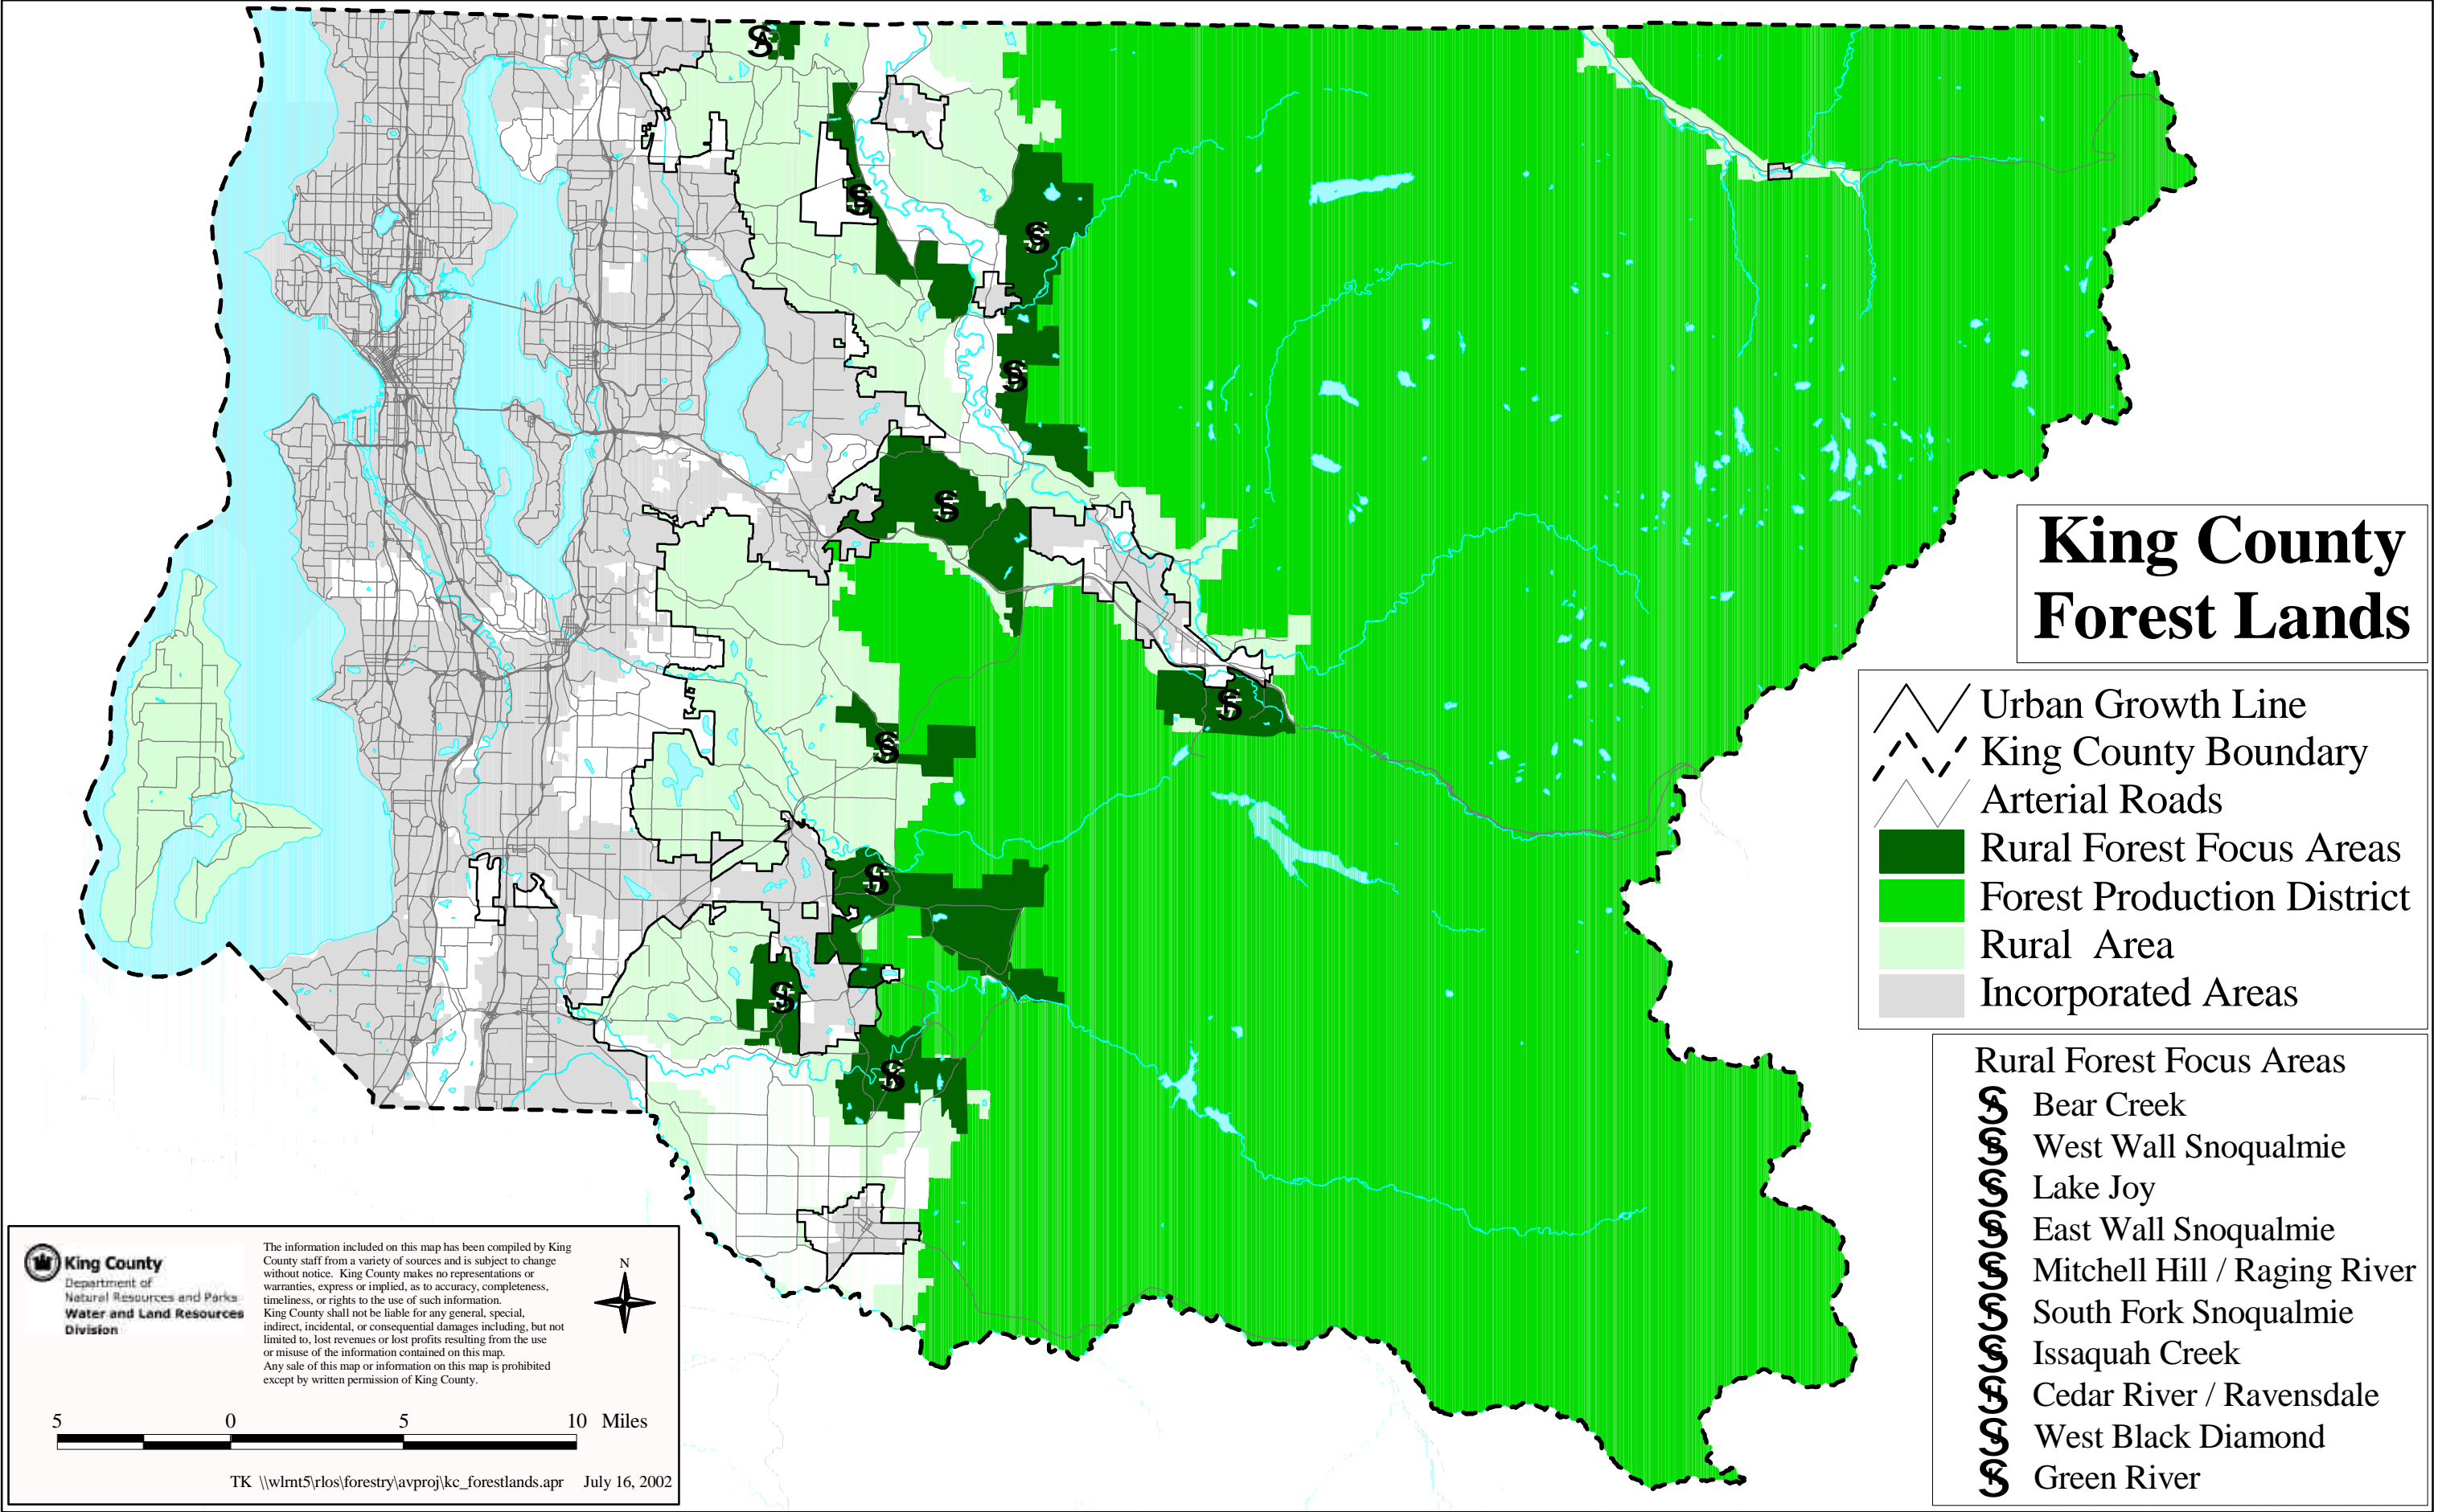 King County
Forest Lands
Urban Growth Line
King County Boundary
Arterial Roads
Rural Forest Focus Areas
Forest Production District
Rural Area
Incorporated Areas
Rural Forest Focus Areas
Bear Creek
West Wall Snoqualmie
Lake Joy
East Wall Snoqualmie
Mitchell Hill / Raging River
South Fork Snoqualmie
Issaquah Creek
Cedar River / Ravensdale
West Black Diamond
Green River
King County
Department of
Natural Resources and Parks
Water and Land Resources
Division
The information included on this map has been compiled by King
County staff from a variety of sources and is subject to change
without notice. King County makes no representations or
warranties, express or implied, as to accuracy, completeness,
timeliness, or rights to the use of such information.
King County shall not be liable for any general, special,
indirect, incidental, or consequential damages including, but not
limited to, lost revenues or lost profits resulting from the use
or misuse of the information contained on this map.
Any sale of this map or information on this map is prohibited
except by written permission of King County.
N
5 0 5 10 Miles
TK \\wlrnt5\rlos\forestry\avproj\kc_forestlands.apr July 16, 2002